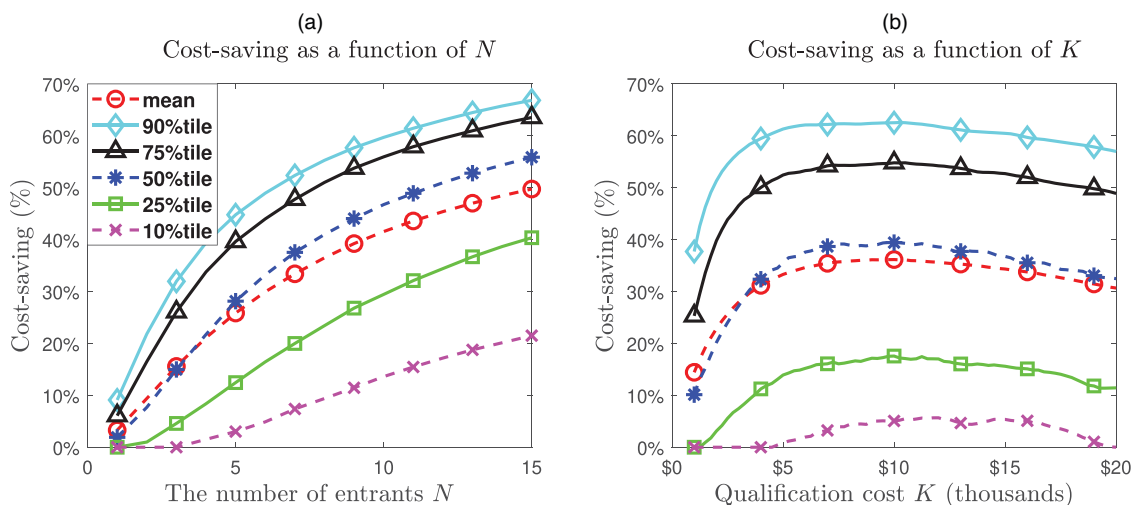 (a)
Cost-saving as a function of N
70%
60%
50%
40%
30%
20%
10%
0%
Cost-saving (%)
mean
90%tile
75%tile
50%tile
25%tile
10%tile
0
5
10
15
The number of entrants N
(b)
Cost-saving as a function of K
70%
60%
50%
40%
30%
20%
10%
0%
Cost-saving (%)
$0
$5
$10
$15
$20
Qualification cost K (thousands)